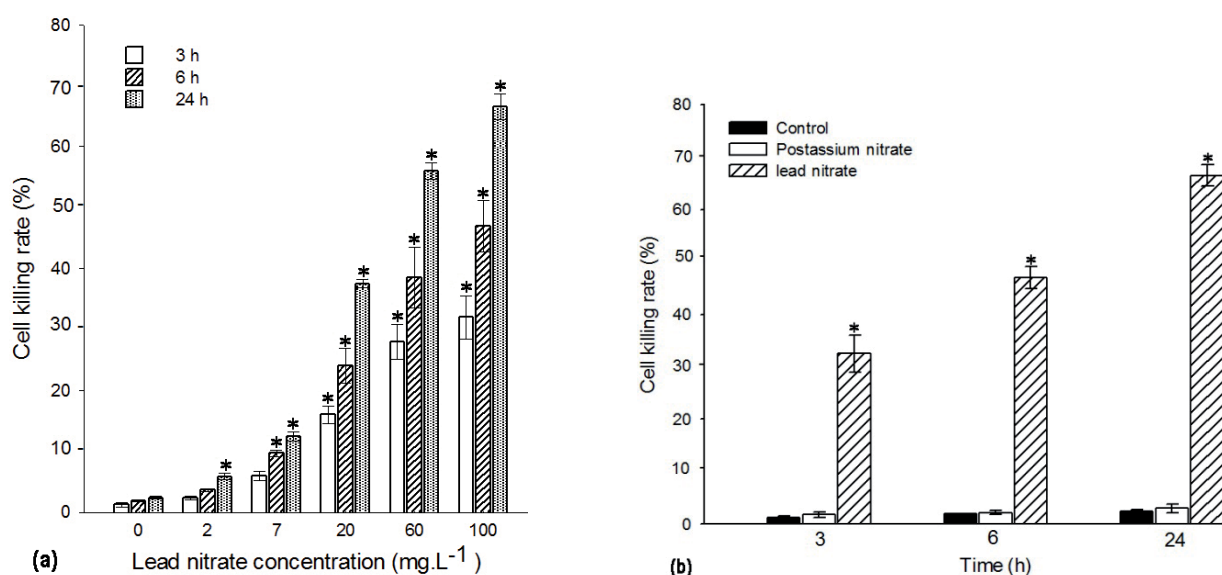 80
70
60
50
40
30
20
10
0
Cell killing rate (%)
3 h
6 h
24 h
* * * * * * * * * * * *
0 2 7 20 60 100
Lead nitrate concentration (mg.L-1)
(a)
80
70
60
50
40
30
20
10
0
Cell killing rate (%)
Control
Postassium nitrate
lead nitrate
* * *
3 6 24
Time (h)
(b)